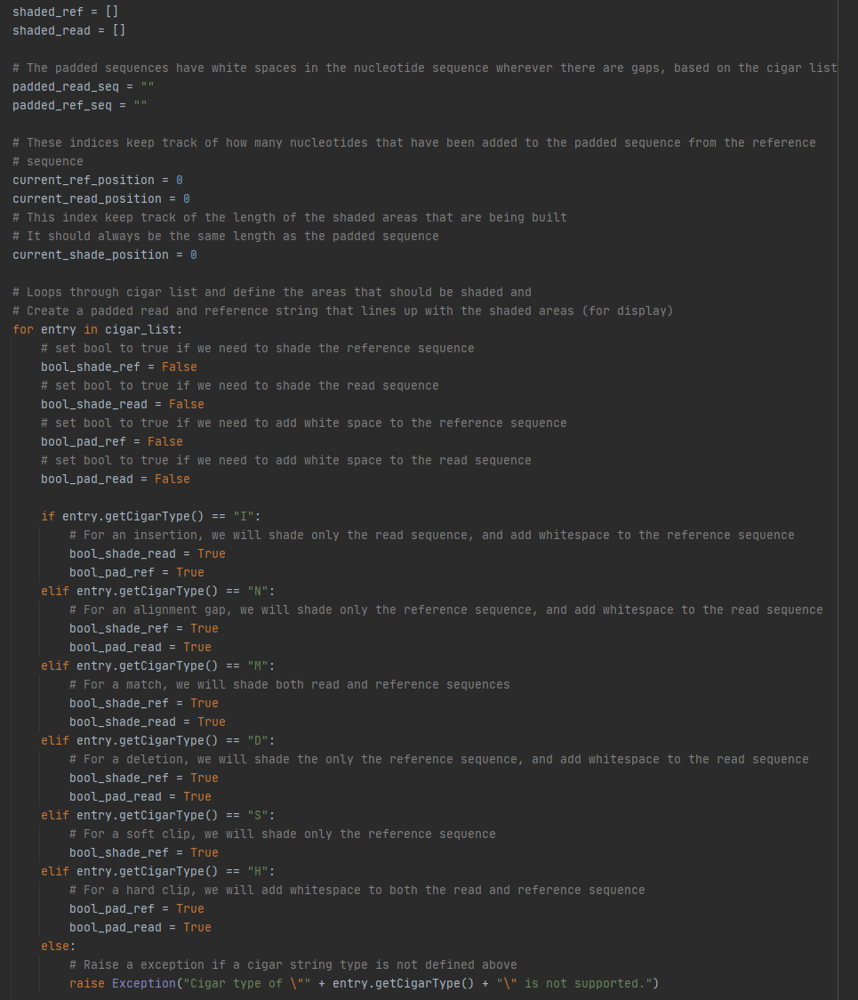 shaded_ref = []
shaded_read = []
# The padded sequences have white spaces in the nucleotide sequence wherever there are gaps, based on the cigar list
padded_read_seq = ""
padded_ref_seq = ""
# These indices keep track of how many nucleotides that have been added to the padded sequence from the reference
# sequence
current_ref_position = 0
current_read_position = 0
# This index keep track of the length of the shaded areas that are being built
# It should always be the same length as the padded sequence
current_shade_position = 0
# Loops through cigar list and define the areas that should be shaded and
# Create a padded read and reference string that lines up with the shaded areas (for display)
for entry in cigar_list:
    # set bool to true if we need to shade the reference sequence
    bool_shade_ref = False
    # set bool to true if we need to shade the read sequence
    bool_shade_read = False
    # set bool to true if we need to add white space to the reference sequence
    bool_pad_ref = False
    # set bool to true if we need to add white space to the read sequence
    bool_pad_read = False
    if entry.getCigarType() == "I":
        # For an insertion, we will shade only the read sequence, and add whitespace to the reference sequence
        bool_shade_read = True
        bool_pad_ref = True
    elif entry.getCigarType() == "N":
        # For an alignment gap, we will shade only the reference sequence, and add whitespace to the read sequence
        bool_shade_ref = True
        bool_pad_read = True
    elif entry.getCigarType() == "M":
        # For a match, we will shade both read and reference sequences
        bool_shade_ref = True
        bool_shade_read = True
    elif entry.getCigarType() == "D":
        # For a deletion, we will shade the only the reference sequence, and add whitespace to the read sequence
        bool_shade_ref = True
        bool_pad_read = True
    elif entry.getCigarType() == "S":
        # For a soft clip, we will shade only the reference sequence
        bool_shade_ref = True
    elif entry.getCigarType() == "H":
        # For a hard clip, we will add whitespace to both the read and reference sequence
        bool_pad_ref = True
        bool_pad_read = True
    else:
        # Raise a exception if a cigar string type is not defined above
        raise Exception("Cigar type of \"" + entry.getCigarType() + "\" is not supported.")